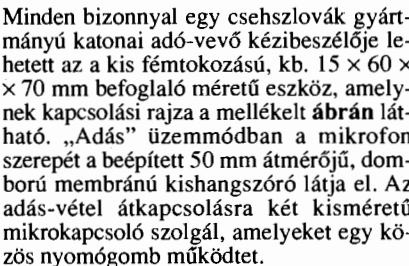 Minden bizonnyal egy csehszlovák gyárt-
mányú katonai adó-vevő kézibeszélője le-
hetett az a kis fémtokozású, kb. 15 × 60 ×
× 70 mm befoglaló méretű eszköz, amely-
nek kapcsolási rajza a mellékelt ábrán lát-
ható. „Adás” üzemmódban a mikrofon
szerepét a beépített 50 mm átmérőjű, dom-
ború membránú kishangszóró látja el. Az
adás-vétel átkapcsolásra két kisméretű
mikrokapcsoló szolgál, amelyeket egy kö-
zös nyomógomb működtet.